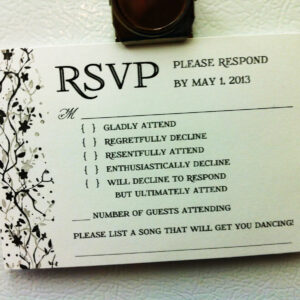 RSVP
PLEASE RESPOND
BY MAY 1, 2013
M
{ } GLADLY ATTEND
{ } REGRETFULLY DECLINE
{ } RESENTFULLY ATTEND
{ } ENTHUSIASTICALLY DECLINE
{ } WILL DECLINE TO RESPOND
BUT ULTIMATELY ATTEND
___NUMBER OF GUESTS ATTENDING
PLEASE LIST A SONG THAT WILL GET YOU DANCING!